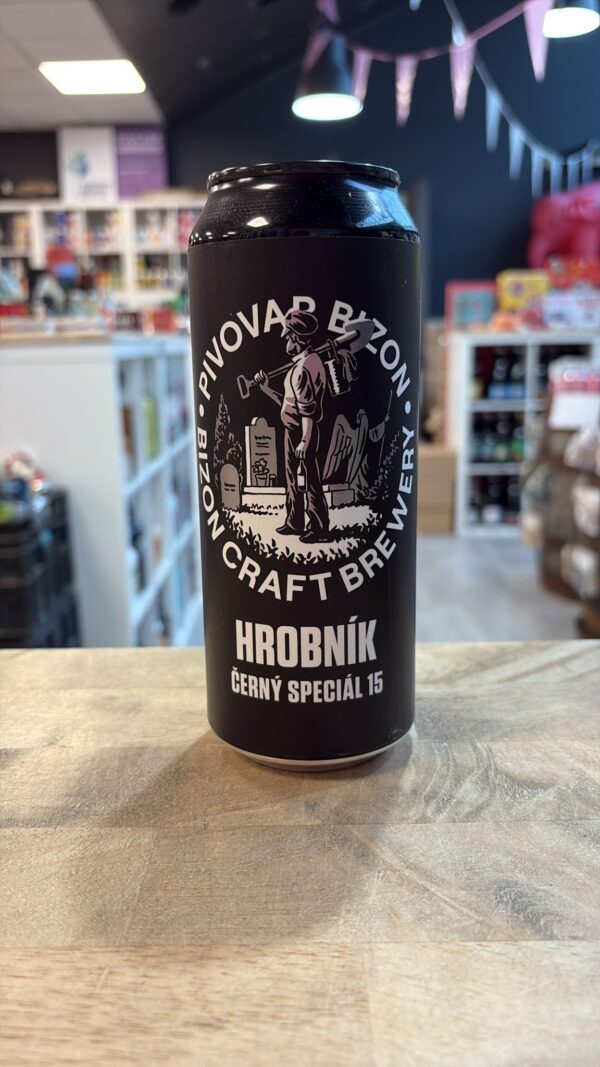 PIVOVAR BIZON
BIZON CRAFT BREWERY
HROBNÍK
ČERNÝ SPECIÁL 15